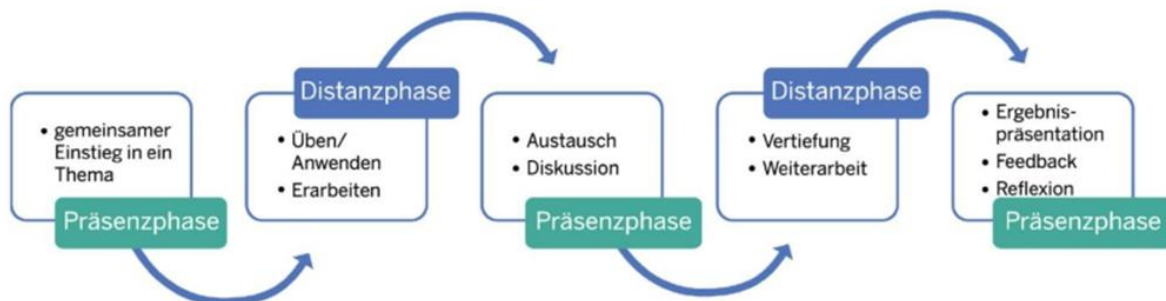 • gemeinsamer
Einstieg in ein
Thema
Präsenzphase
Distanzphase
• Üben/
Anwenden
• Erarbeiten
• Austausch
• Diskussion
Präsenzphase
Distanzphase
• Vertiefung
• Weiterarbeit
• Ergebnis-
präsentation
• Feedback
• Reflexion
Präsenzphase